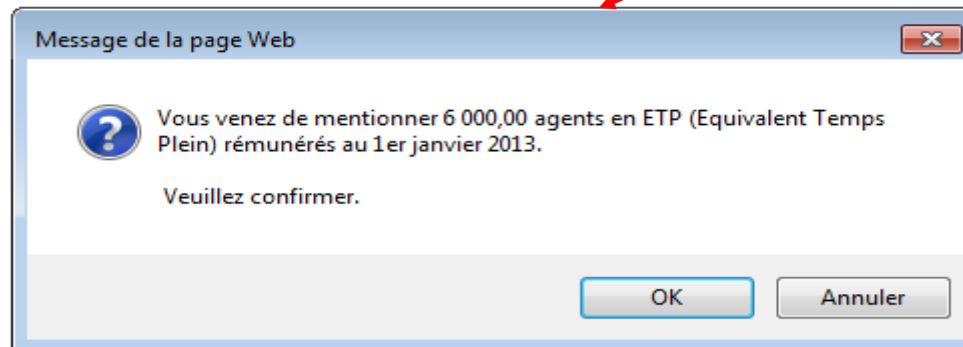 Message de la page Web
Vous venez de mentionner 6 000,00 agents en ETP (Equivalent Temps
Plein) rémunérés au 1er janvier 2013.
Veuillez confirmer.
OK
Annuler